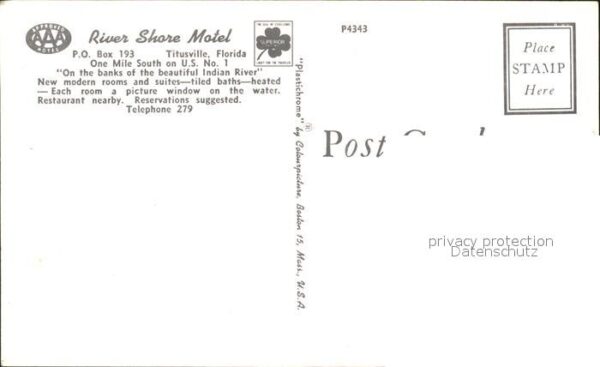 AAA
River Shore Motel
P.O. Box 193 Titusville, Florida
One Mile South on U.S. No. 1
"On the banks of the beautiful Indian River"
New modern rooms and suites—tiled baths—heated
—Each room a picture window on the water.
Restaurant nearby. Reservations suggested.
Telephone 279
SUPERIOR
P4343
"Plastichrome" ® by Colourpicture, Boston 15, Mass., U.S.A.
Place
STAMP
Here
Post
privacy protection
Datenschutz